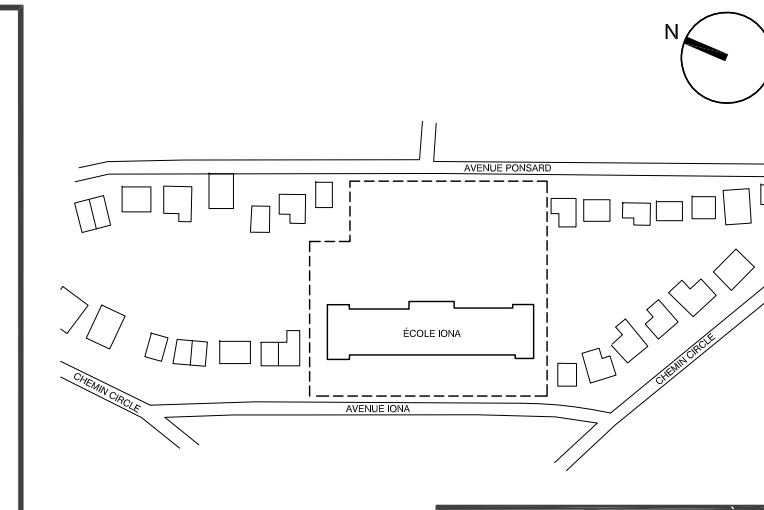 N
AVENUE PONSARD
ÉCOLE IONA
CHEMIN CIRCLE
CHEMIN CIRCLE
AVENUE IONA